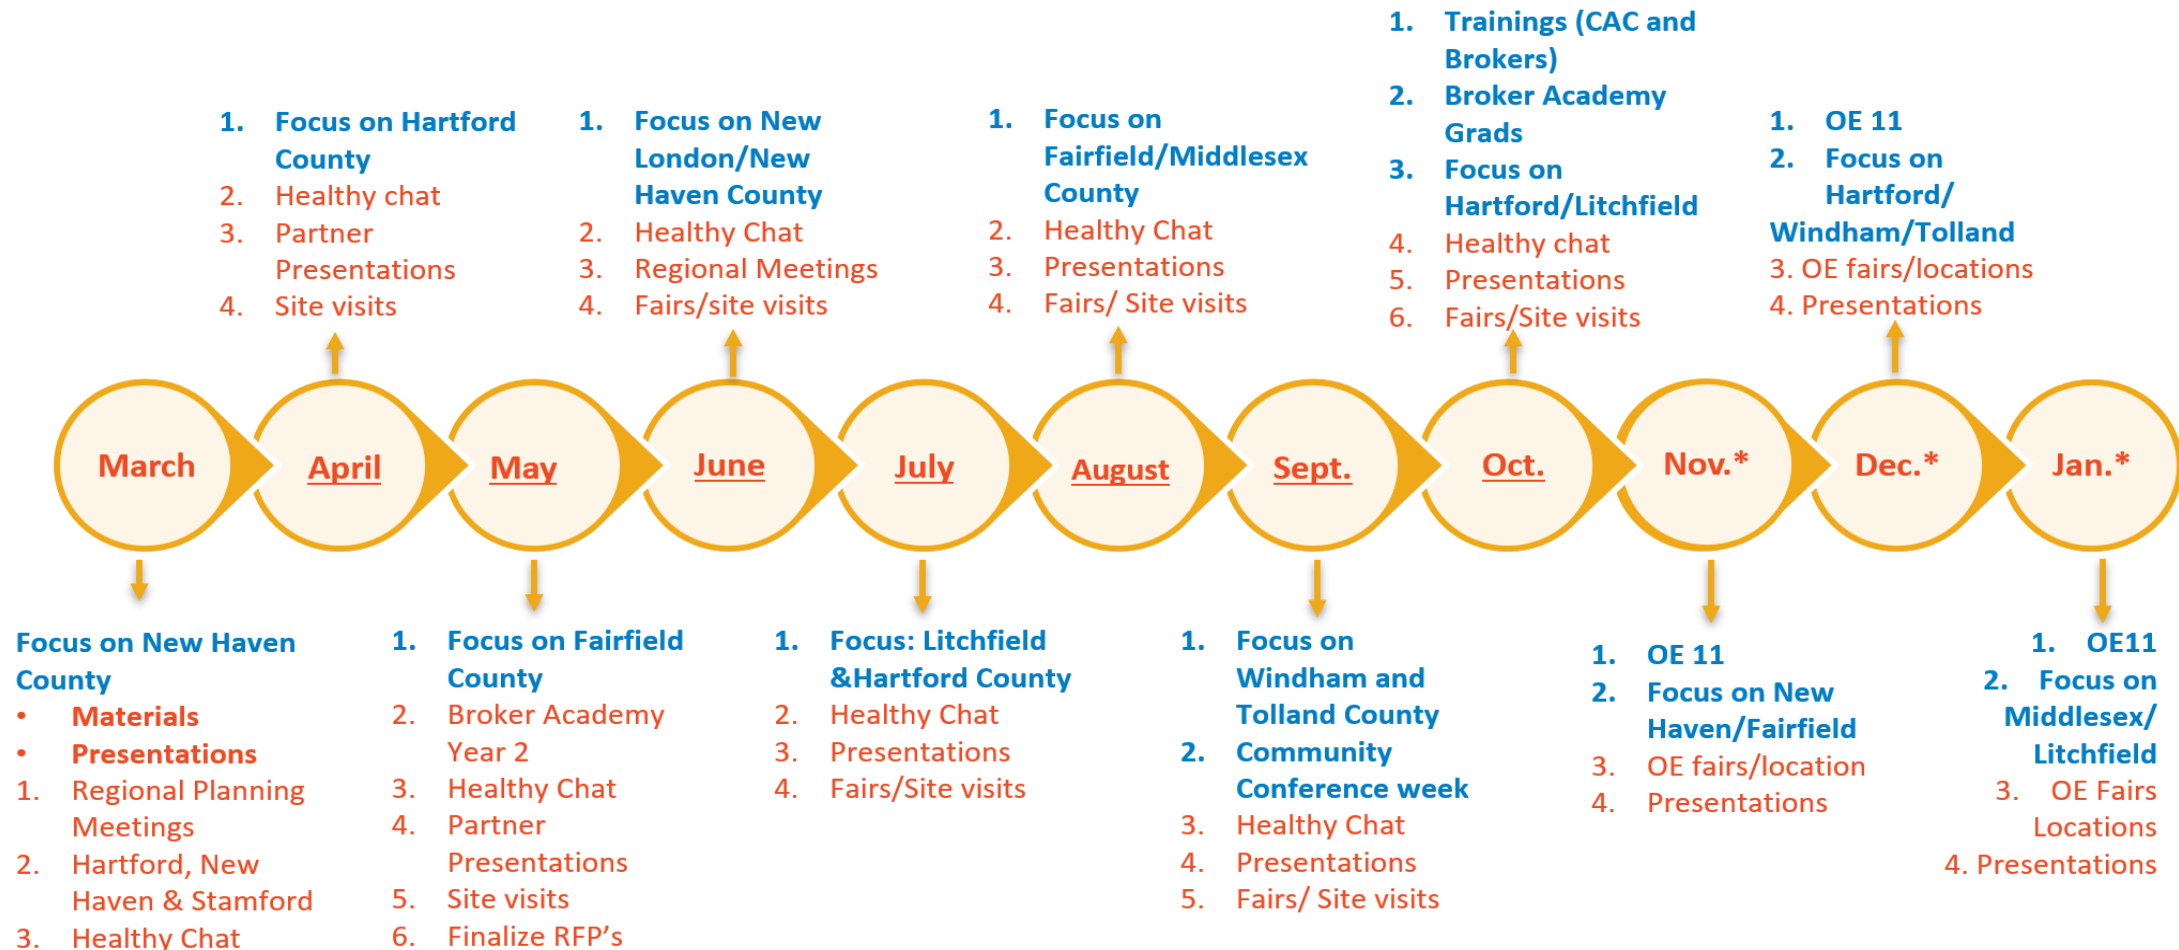 1. Trainings (CAC and
Brokers)
2. Broker Academy
Grads
3. Focus on
Hartford/Litchfield
4. Healthy chat
5. Presentations
6. Fairs/Site visits
1. Focus on Hartford
County
2. Healthy chat
3. Partner
Presentations
4. Site visits
1. Focus on New
London/New
Haven County
2. Healthy Chat
3. Regional Meetings
4. Fairs/site visits
1. Focus on
Fairfield/Middlesex
County
2. Healthy Chat
3. Presentations
4. Fairs/ Site visits
1. OE 11
2. Focus on
Hartford/
Windham/Tolland
3. OE fairs/locations
4. Presentations
March
April
May
June
July
August
Sept.
Oct.
Nov.*
Dec.*
Jan.*
Focus on New Haven
County
• Materials
• Presentations
1. Regional Planning
Meetings
2. Hartford, New
Haven & Stamford
3. Healthy Chat
1. Focus on Fairfield
County
2. Broker Academy
Year 2
3. Healthy Chat
4. Partner
Presentations
5. Site visits
6. Finalize RFP’s
1. Focus: Litchfield
&Hartford County
2. Healthy Chat
3. Presentations
4. Fairs/Site visits
1. Focus on
Windham and
Tolland County
2. Community
Conference week
3. Healthy Chat
4. Presentations
5. Fairs/ Site visits
1. OE 11
2. Focus on New
Haven/Fairfield
3. OE fairs/location
4. Presentations
1. OE11
2. Focus on
Middlesex/
Litchfield
3. OE Fairs
Locations
4. Presentations